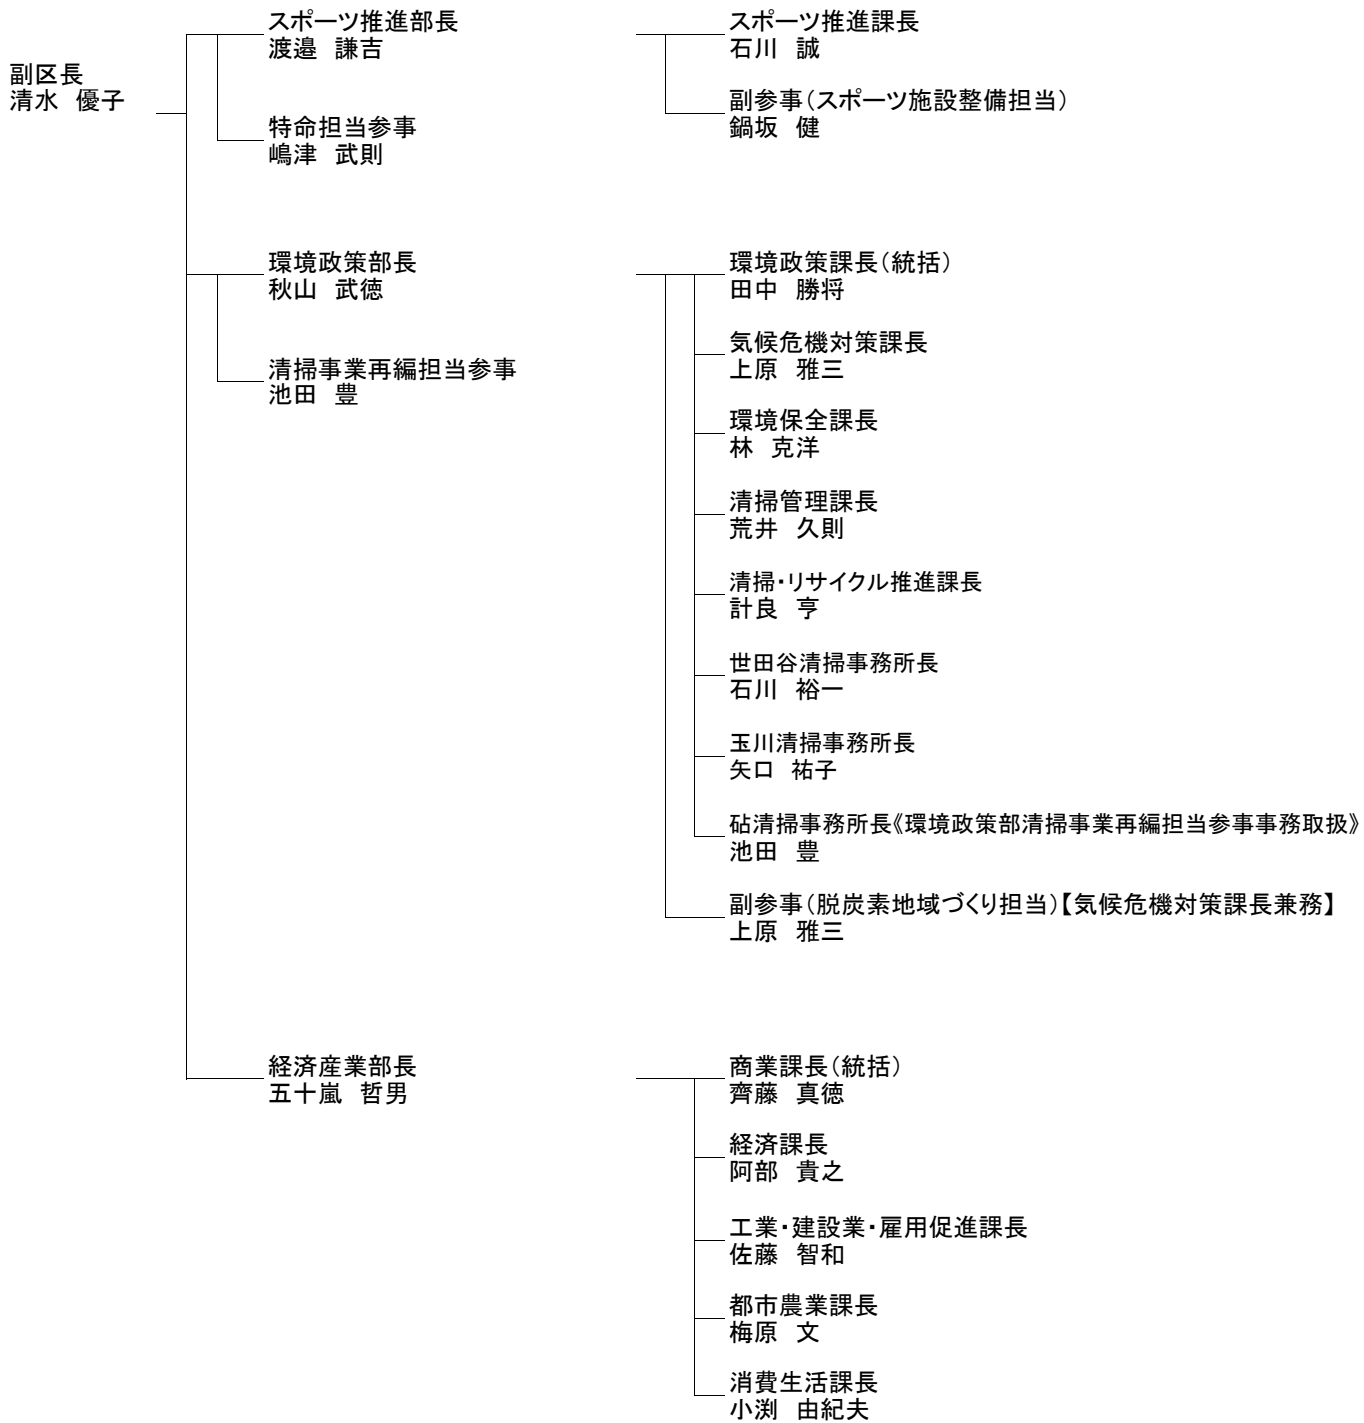 副区長
清水　優子
スポーツ推進部長
渡邉　謙吉
特命担当参事
嶋津　武則
スポーツ推進課長
石川　誠
副参事（スポーツ施設整備担当）
鍋坂　健
環境政策部長
秋山　武徳
清掃事業再編担当参事
池田　豊
環境政策課長（統括）
田中　勝将
気候危機対策課長
上原　雅三
環境保全課長
林　克洋
清掃管理課長
荒井　久則
清掃・リサイクル推進課長
計良　亨
世田谷清掃事務所長
石川　裕一
玉川清掃事務所長
矢口　祐子
砧清掃事務所長《環境政策部清掃事業再編担当参事事務取扱》
池田　豊
副参事（脱炭素地域づくり担当）【気候危機対策課長兼務】
上原　雅三
経済産業部長
五十嵐　哲男
商業課長（統括）
齊藤　真徳
経済課長
阿部　貴之
工業・建設業・雇用促進課長
佐藤　智和
都市農業課長
梅原　文
消費生活課長
小渕　由紀夫